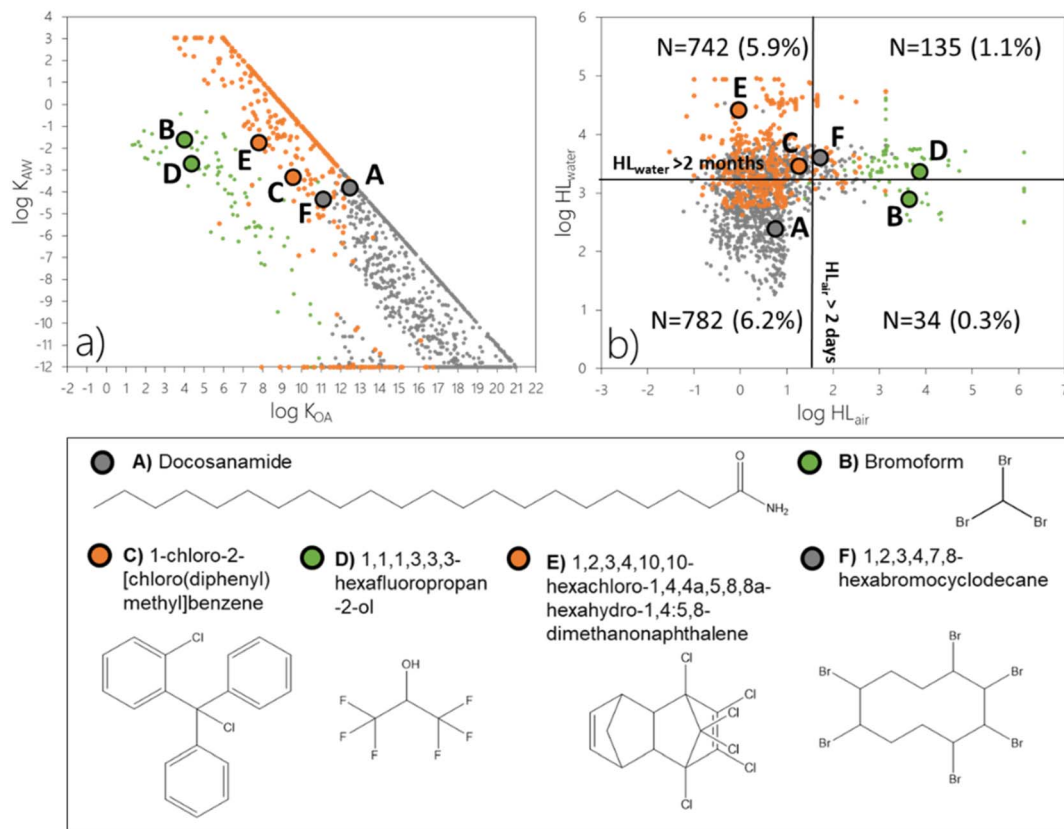 4
3
2
1
0
-1
-2
-3
-4
-5
-6
-7
-8
-9
-10
-11
-12
log K_AW
B
D
E
C
F
A
a)
-2 -1 0 1 2 3 4 5 6 7 8 9 10 11 12 13 14 15 16 17 18 19 20 21 22
log K_OA
6
5
4
3
2
1
0
log HL_water
N=742 (5.9%)
N=135 (1.1%)
E
C
F
D
HL_water >2 months
B
A
HL_air > 2 days
N=782 (6.2%)
b)
N=34 (0.3%)
-3 -2 -1 0 1 2 3 4 5 6 7
log HL_air
A) Docosanamide
O
NH₂
B) Bromoform
Br
Br
Br
C) 1-chloro-2-
[chloro(diphenyl)
methyl]benzene
Cl
Cl
D) 1,1,1,3,3,3-
hexafluoropropan
-2-ol
OH
F
F
F
F
F
F
E) 1,2,3,4,10,10-
hexachloro-1,4,4a,5,8,8a-
hexahydro-1,4:5,8-
dimethanonaphthalene
Cl
Cl
Cl
Cl
Cl
Cl
F) 1,2,3,4,7,8-
hexabromocyclodecane
Br
Br
Br
Br
Br
Br